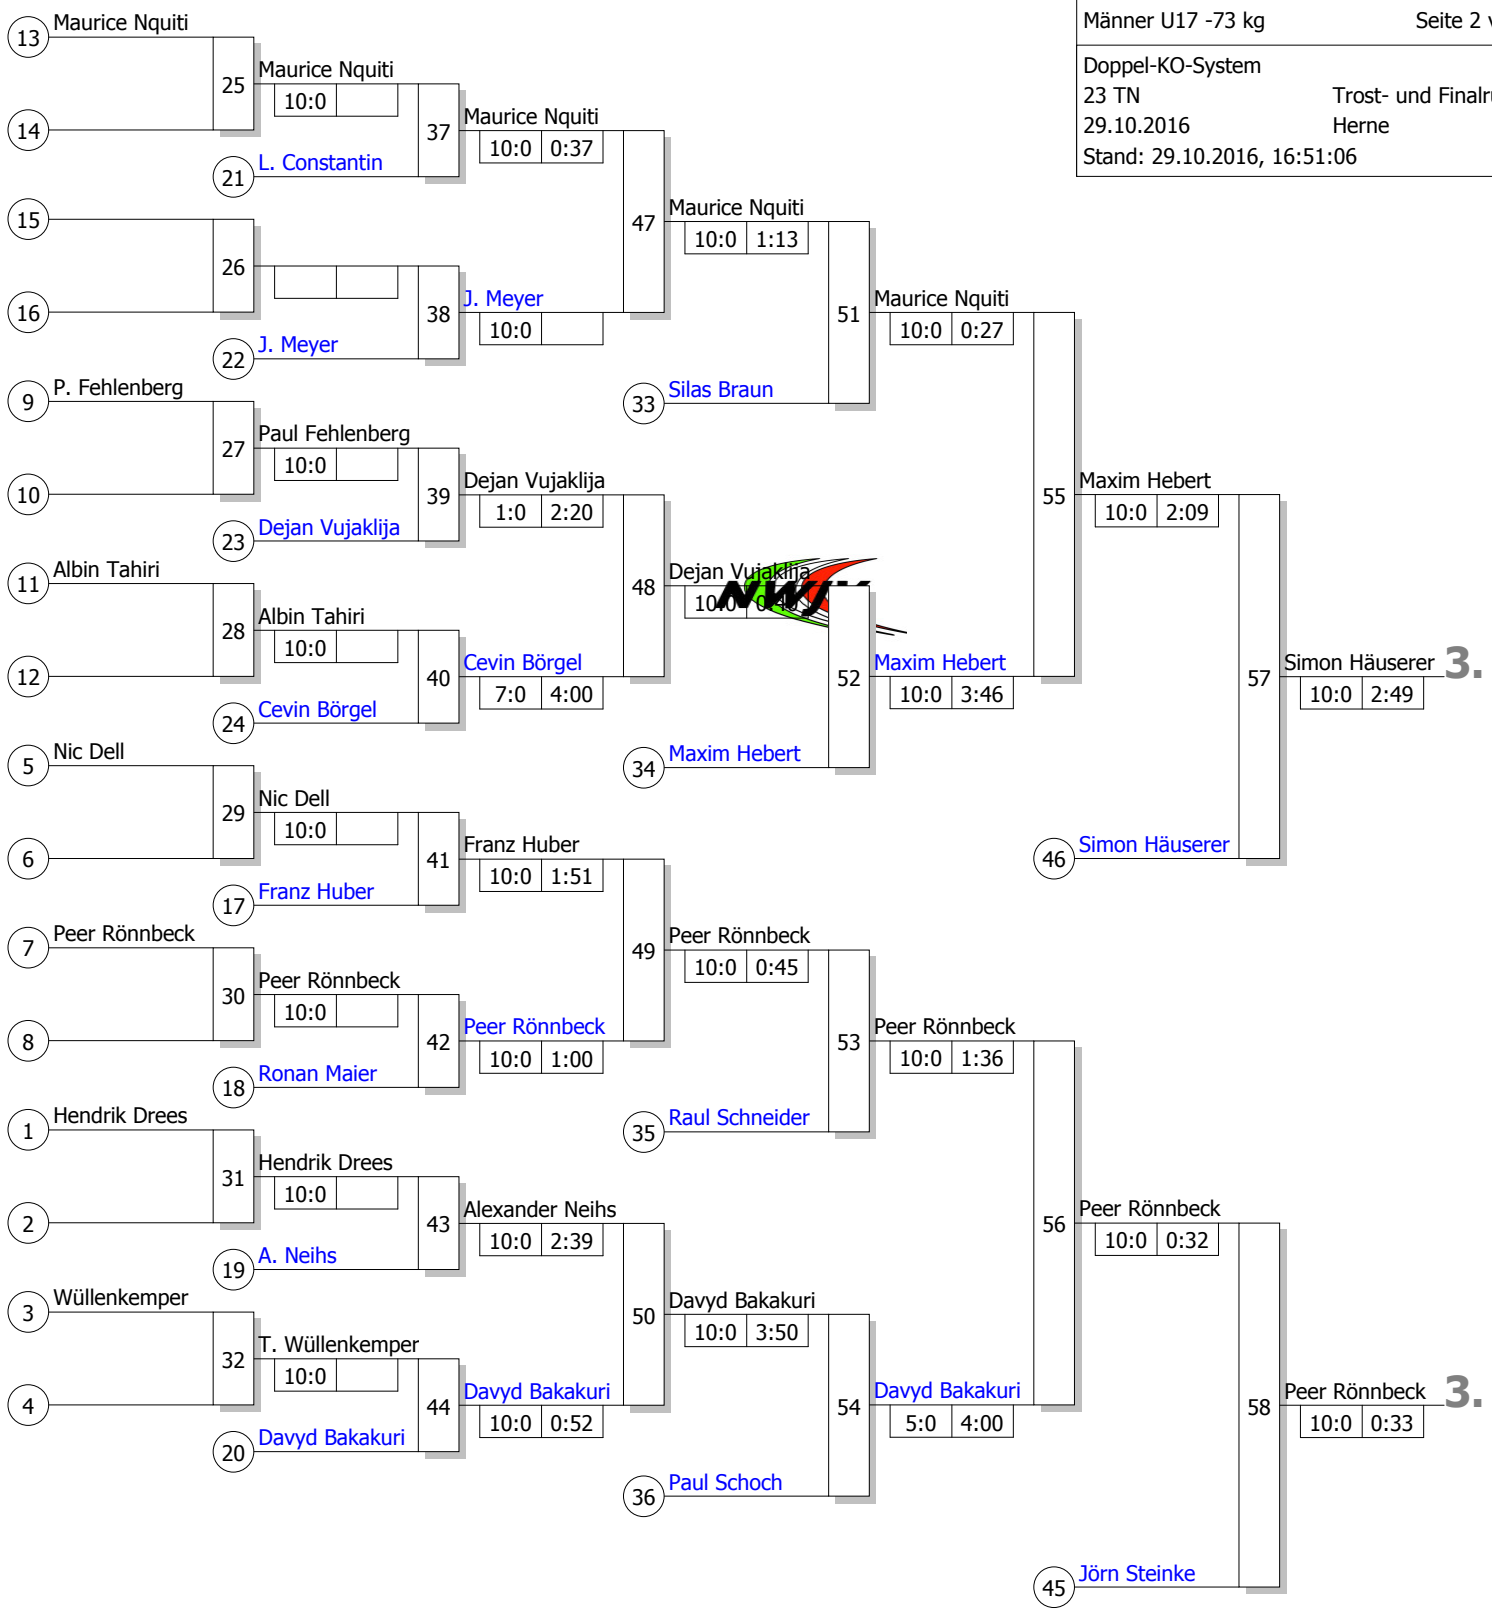 Männer U17 -73 kg Seite 2 v
Doppel-KO-System
23 TN Trost- und Finalru
29.10.2016 Herne
Stand: 29.10.2016, 16:51:06
13 Maurice Nquiti
25 Maurice Nquiti
10:0
14
37 Maurice Nquiti
10:0 0:37
21 L. Constantin
15
47 Maurice Nquiti
10:0 1:13
26
16
38 J. Meyer
10:0
22 J. Meyer
51 Maurice Nquiti
10:0 0:27
33 Silas Braun
9 P. Fehlenberg
27 Paul Fehlenberg
10:0
10
39 Dejan Vujaklija
1:0 2:20
23 Dejan Vujaklija
55 Maxim Hebert
10:0 2:09
11 Albin Tahiri
48 Dejan Vujaklija
NWJV
28 Albin Tahiri
10:0
12
40 Cevin Börgel
7:0 4:00
24 Cevin Börgel
52 Maxim Hebert
10:0 3:46
34 Maxim Hebert
57 Simon Häuserer 3.
10:0 2:49
5 Nic Dell
29 Nic Dell
10:0
6
41 Franz Huber
10:0 1:51
17 Franz Huber
46 Simon Häuserer
7 Peer Rönnbeck
49 Peer Rönnbeck
10:0 0:45
30 Peer Rönnbeck
10:0
8
42 Peer Rönnbeck
10:0 1:00
18 Ronan Maier
53 Peer Rönnbeck
10:0 1:36
35 Raul Schneider
1 Hendrik Drees
31 Hendrik Drees
10:0
2
43 Alexander Neihs
10:0 2:39
19 A. Neihs
56 Peer Rönnbeck
10:0 0:32
3 Wüllenkemper
50 Davyd Bakakuri
10:0 3:50
32 T. Wüllenkemper
10:0
4
44 Davyd Bakakuri
10:0 0:52
20 Davyd Bakakuri
54 Davyd Bakakuri
5:0 4:00
36 Paul Schoch
58 Peer Rönnbeck 3.
10:0 0:33
45 Jörn Steinke